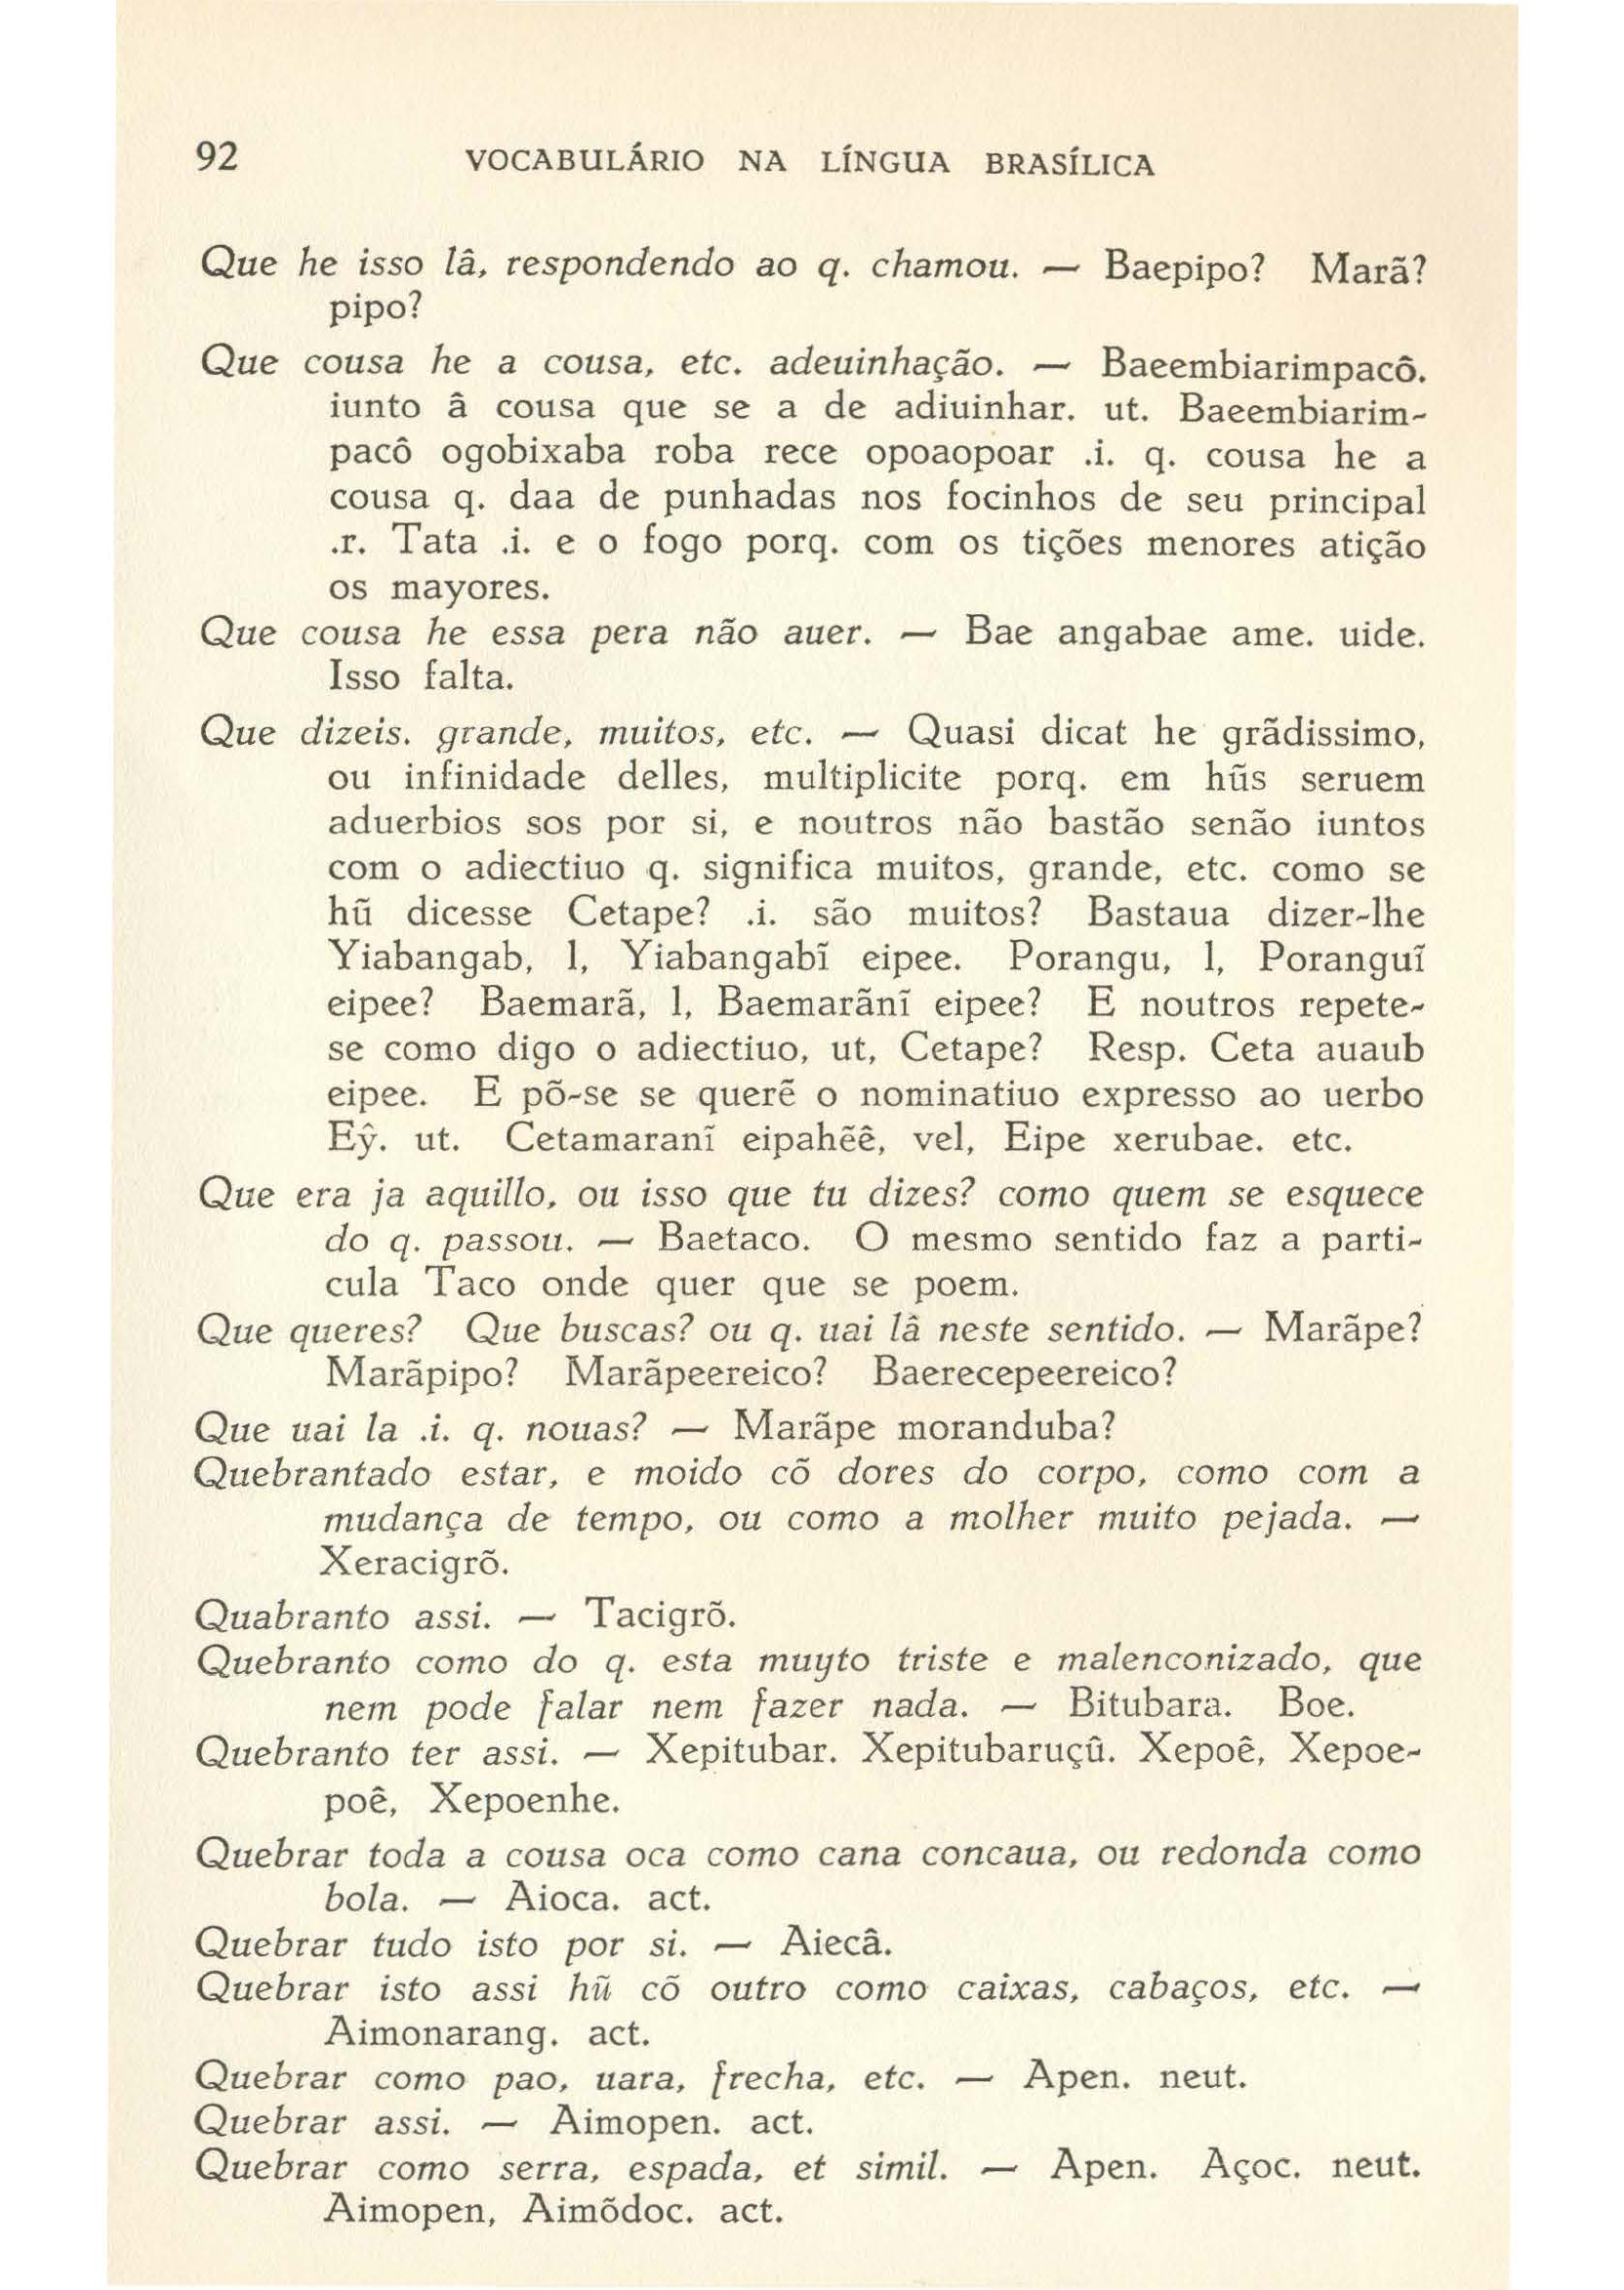 92 VOCABULÁRIO NA LÍNGUA BRASÍLICA
Que he isso lâ, respondendo ao q. chamou. — Baepipo? Marã?
pipo?
Que cousa he a cousa, etc. adeuinhação. — Baeembiarimpacô.
iunto â cousa que se a de adiuinhar. ut. Baeembiarim-
pacô ogobixaba roba rece opoaopoar .i. q. cousa he a
cousa q. daa de punhadas nos focinhos de seu principal
.r. Tata .i. e o fogo porq. com os tições menores atição
os mayores.
Que cousa he essa pera não auer. — Bae angabae ame. uide.
Isso falta.
Que dizeis. grande, muitos, etc. — Quasi dicat he grãdissimo,
ou infinidade delles, multiplicite porq. em hũs seruem
aduerbios sos por si, e noutros não bastão senão iuntos
com o adiectiuo q. significa muitos, grande, etc. como se
hũ dicesse Cetape? .i. são muitos? Bastaua dizer-lhe
Yiabangab, l, Yiabangabĩ eipee. Porangu, l, Poranguĩ
eipee? Baemarã, l, Baemarãnĩ eipee? E noutros repete-
se como digo o adiectiuo, ut, Cetape? Resp. Ceta auaub
eipee. E põ-se se querẽ o nominatiuo expresso ao uerbo
Eŷ. ut. Cetamaranĩ eipahẽê, vel, Eipe xerubae. etc.
Que era ja aquillo, ou isso que tu dizes? como quem se esquece
do q. passou. — Baetaco. O mesmo sentido faz a parti-
cula Taco onde quer que se poem.
Que queres? Que buscas? ou q. uai lâ neste sentido. — Marãpe?
Marãpipo? Marãpeereico? Baerecepeereico?
Que uai la .i. q. nouas? — Marãpe moranduba?
Quebrantado estar, e moido cõ dores do corpo, como com a
mudança de tempo, ou como a molher muito pejada. —
Xeracigrõ.
Quabranto assi. — Tacigrõ.
Quebranto como do q. esta muyto triste e malenconizado, que
nem pode falar nem fazer nada. — Bitubara. Boe.
Quebranto ter assi. — Xepitubar. Xepitubaruçû. Xepoê, Xepoe-
poê, Xepoenhe.
Quebrar toda a cousa oca como cana concaua, ou redonda como
bola. — Aioca. act.
Quebrar tudo isto por si. — Aiecâ.
Quebrar isto assi hũ cõ outro como caixas, cabaços, etc. —
Aimonarang. act.
Quebrar como pao, uara, frecha, etc. — Apen. neut.
Quebrar assi. — Aimopen. act.
Quebrar como serra, espada, et simil. — Apen. Açoc. neut.
Aimopen, Aimõdoc. act.